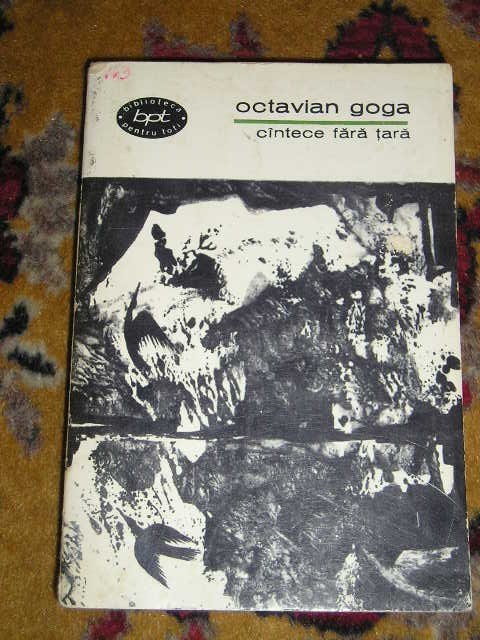 biblioteca
bpt
pentru toți
octavian goga
cîntece fără țară